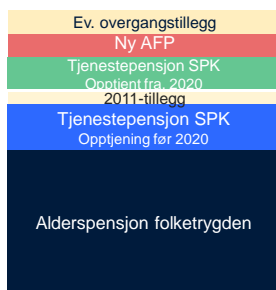 Ev. overgangstillegg
Ny AFP
Tjenestepensjon SPK
Opptjent fra. 2020
2011-tillegg
Tjenestepensjon SPK
Opptjening før 2020
Alderspensjon folketrygden